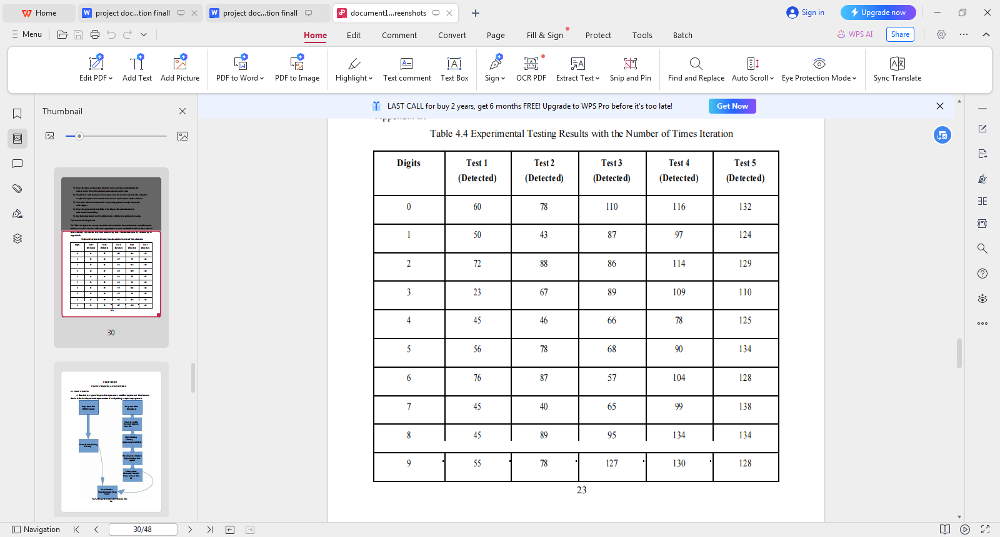 Home
project doc...tion finall
project doc...tion finall
document1...reenshots
Sign in
Upgrade now
Menu
Home
Edit
Comment
Convert
Page
Fill & Sign
Protect
Tools
Batch
WPS AI
Share
Edit PDF
Add Text
Add Picture
PDF to Word
PDF to Image
Highlight
Text comment
Text Box
Sign
OCR PDF
Extract Text
Snip and Pin
Find and Replace
Auto Scroll
Eye Protection Mode
Sync Translate
LAST CALL for buy 2 years, get 6 months FREE! Upgrade to WPS Pro before it's too late!
Get Now
Thumbnail
30
Table 4.4 Experimental Testing Results with the Number of Times Iteration
Digits Test 1 (Detected) Test 2 (Detected) Test 3 (Detected) Test 4 (Detected) Test 5 (Detected)
0 60 78 110 116 132
1 50 43 87 97 124
2 72 88 86 114 129
3 23 67 89 109 110
4 45 46 66 78 125
5 56 78 68 90 134
6 76 87 57 104 128
7 45 40 65 99 138
8 45 89 95 134 134
9 55 78 127 130 128
23
Navigation
30/48